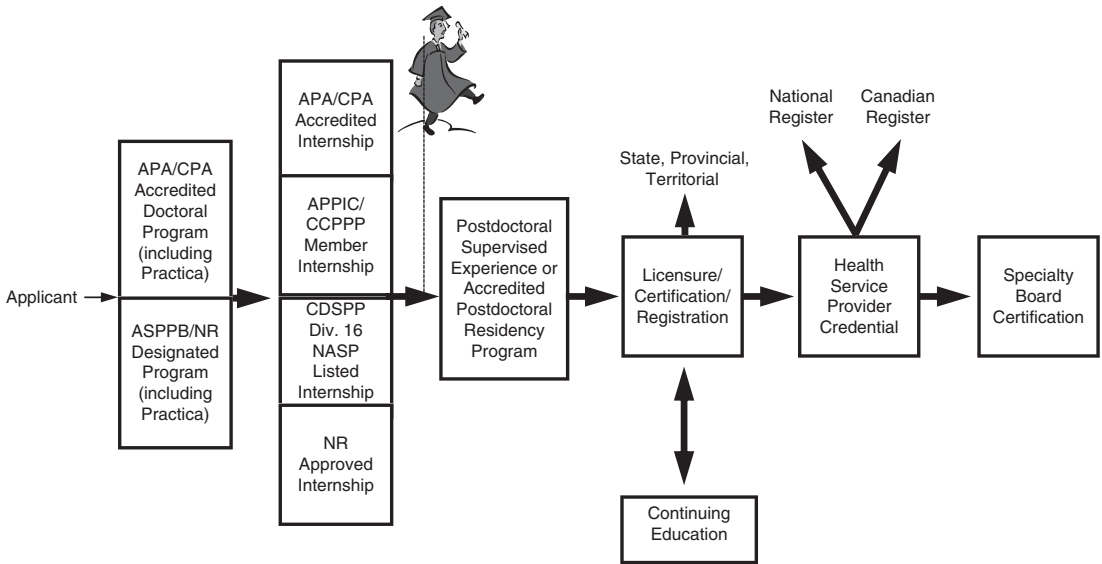 Applicant
APA/CPA
Accredited
Doctoral
Program
(including
Practica)
ASPPB/NR
Designated
Program
(including
Practica)
APA/CPA
Accredited
Internship
APPIC/
CCPPP
Member
Internship
CDSPP
Div. 16
NASP
Listed
Internship
NR
Approved
Internship
Postdoctoral
Supervised
Experience or
Accredited
Postdoctoral
Residency
Program
State, Provincial,
Territorial
Licensure/
Certification/
Registration
Continuing
Education
National
Register
Canadian
Register
Health
Service
Provider
Credential
Specialty
Board
Certification